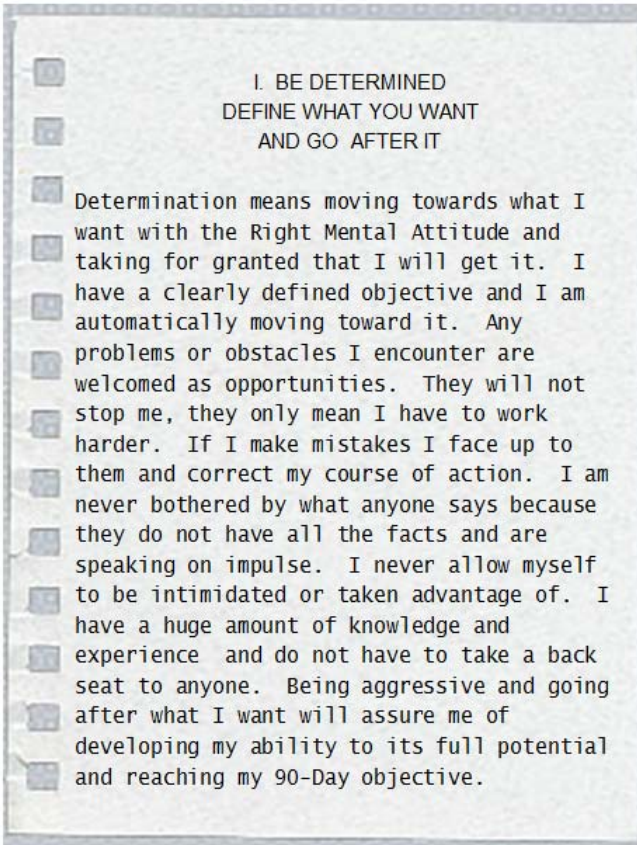 I. BE DETERMINED
DEFINE WHAT YOU WANT
AND GO AFTER IT
Determination means moving towards what I
want with the Right Mental Attitude and
taking for granted that I will get it. I
have a clearly defined objective and I am
automatically moving toward it. Any
problems or obstacles I encounter are
welcomed as opportunities. They will not
stop me, they only mean I have to work
harder. If I make mistakes I face up to
them and correct my course of action. I am
never bothered by what anyone says because
they do not have all the facts and are
speaking on impulse. I never allow myself
to be intimidated or taken advantage of. I
have a huge amount of knowledge and
experience and do not have to take a back
seat to anyone. Being aggressive and going
after what I want will assure me of
developing my ability to its full potential
and reaching my 90-Day objective.